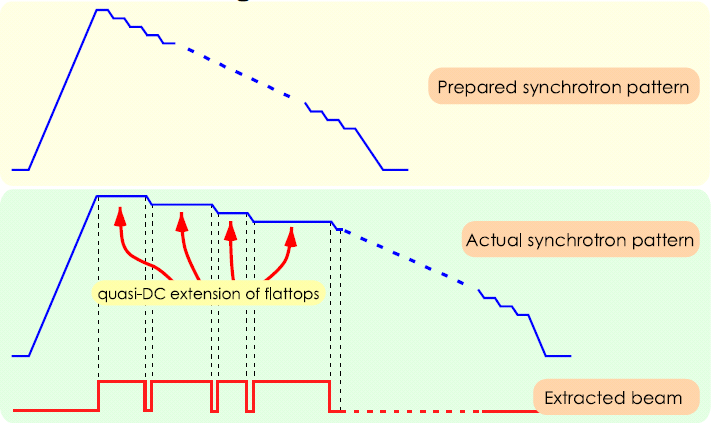 Prepared synchrotron pattern
Actual synchrotron pattern
quasi-DC extension of flattops
Extracted beam